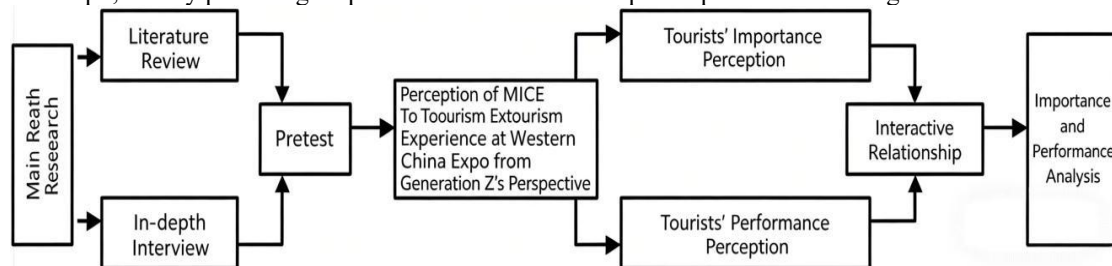 Main Reath
Reseearch
Literature
Review
In-depth
Interview
Pretest
Perception of MICE
To Toourism Extourism
Experience at Western
China Expo from
Generation Z's Perspective
Tourists' Importance
Perception
Tourists' Performance
Perception
Interactive
Relationship
Importance
and
Performance
Analysis